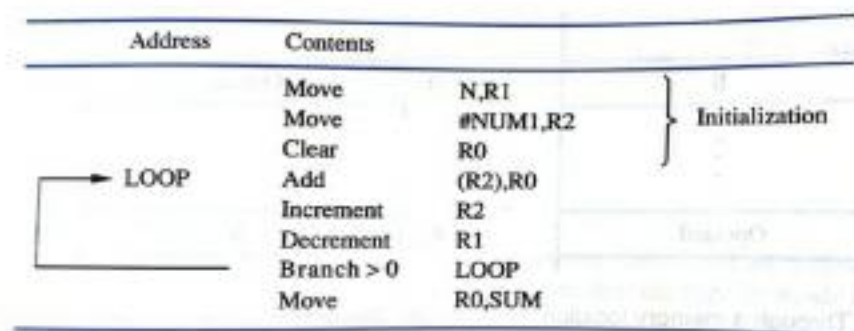 Address Contents
Move N,R1
Move #NUM1,R2 Initialization
Clear R0
LOOP Add (R2),R0
Increment R2
Decrement R1
Branch > 0 LOOP
Move R0,SUM